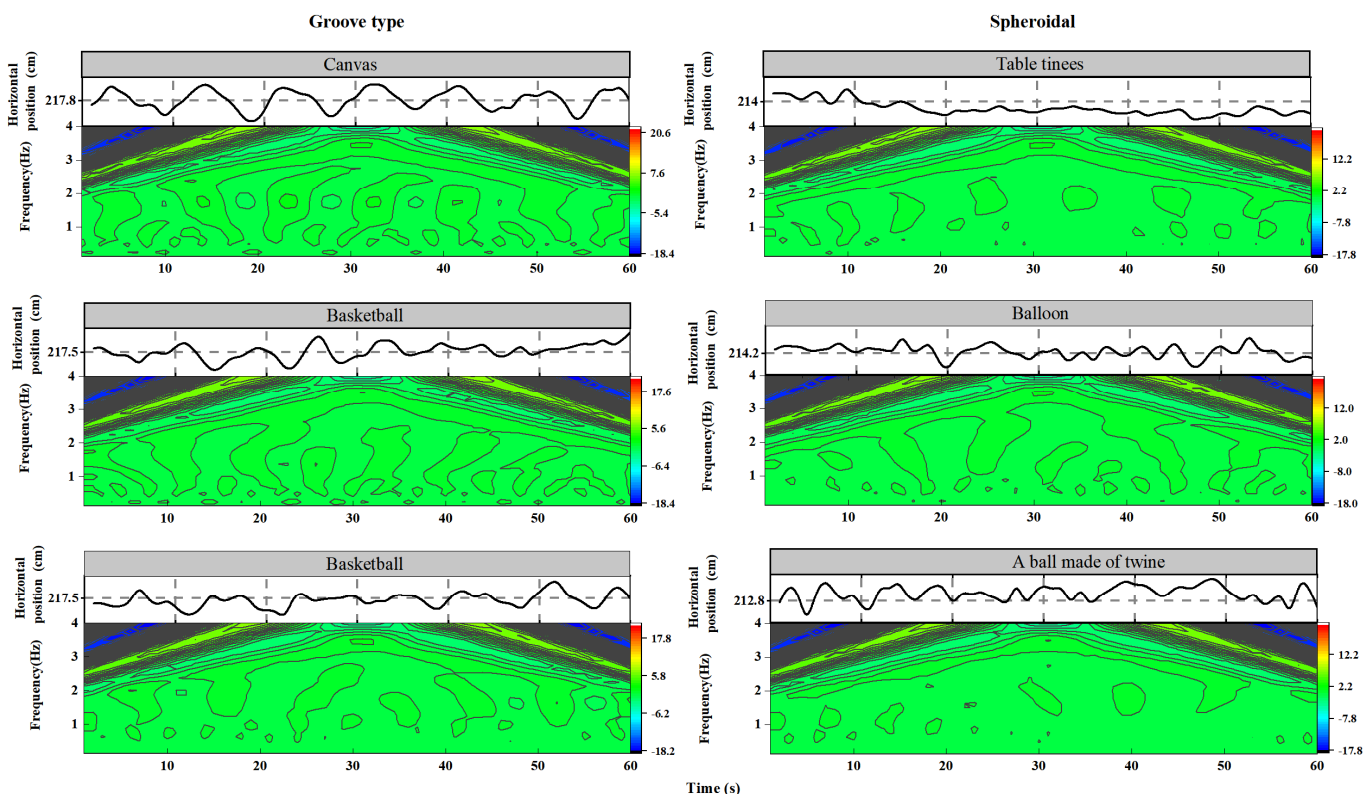 Groove type
Spheroidal
Canvas
Horizontal
position (cm)
217.8
4
3
2
1
Frequency(Hz)
20.6
7.6
-5.4
-18.4
10 20 30 40 50 60
Table tinees
Horizontal
position (cm)
214
4
3
2
1
Frequency(Hz)
12.2
2.2
-7.8
-17.8
10 20 30 40 50 60
Basketball
Horizontal
position (cm)
217.5
4
3
2
1
Frequency(Hz)
17.6
5.6
-6.4
-18.4
10 20 30 40 50 60
Balloon
Horizontal
position (cm)
214.2
4
3
2
1
Frequency(Hz)
12.0
2.0
-8.0
-18.0
10 20 30 40 50 60
Basketball
Horizontal
position (cm)
217.5
4
3
2
1
Frequency(Hz)
17.8
5.8
-6.2
-18.2
10 20 30 40 50 60
A ball made of twine
Horizontal
position (cm)
212.8
4
3
2
1
Frequency(Hz)
12.2
2.2
-7.8
-17.8
10 20 30 40 50 60
Time (s)